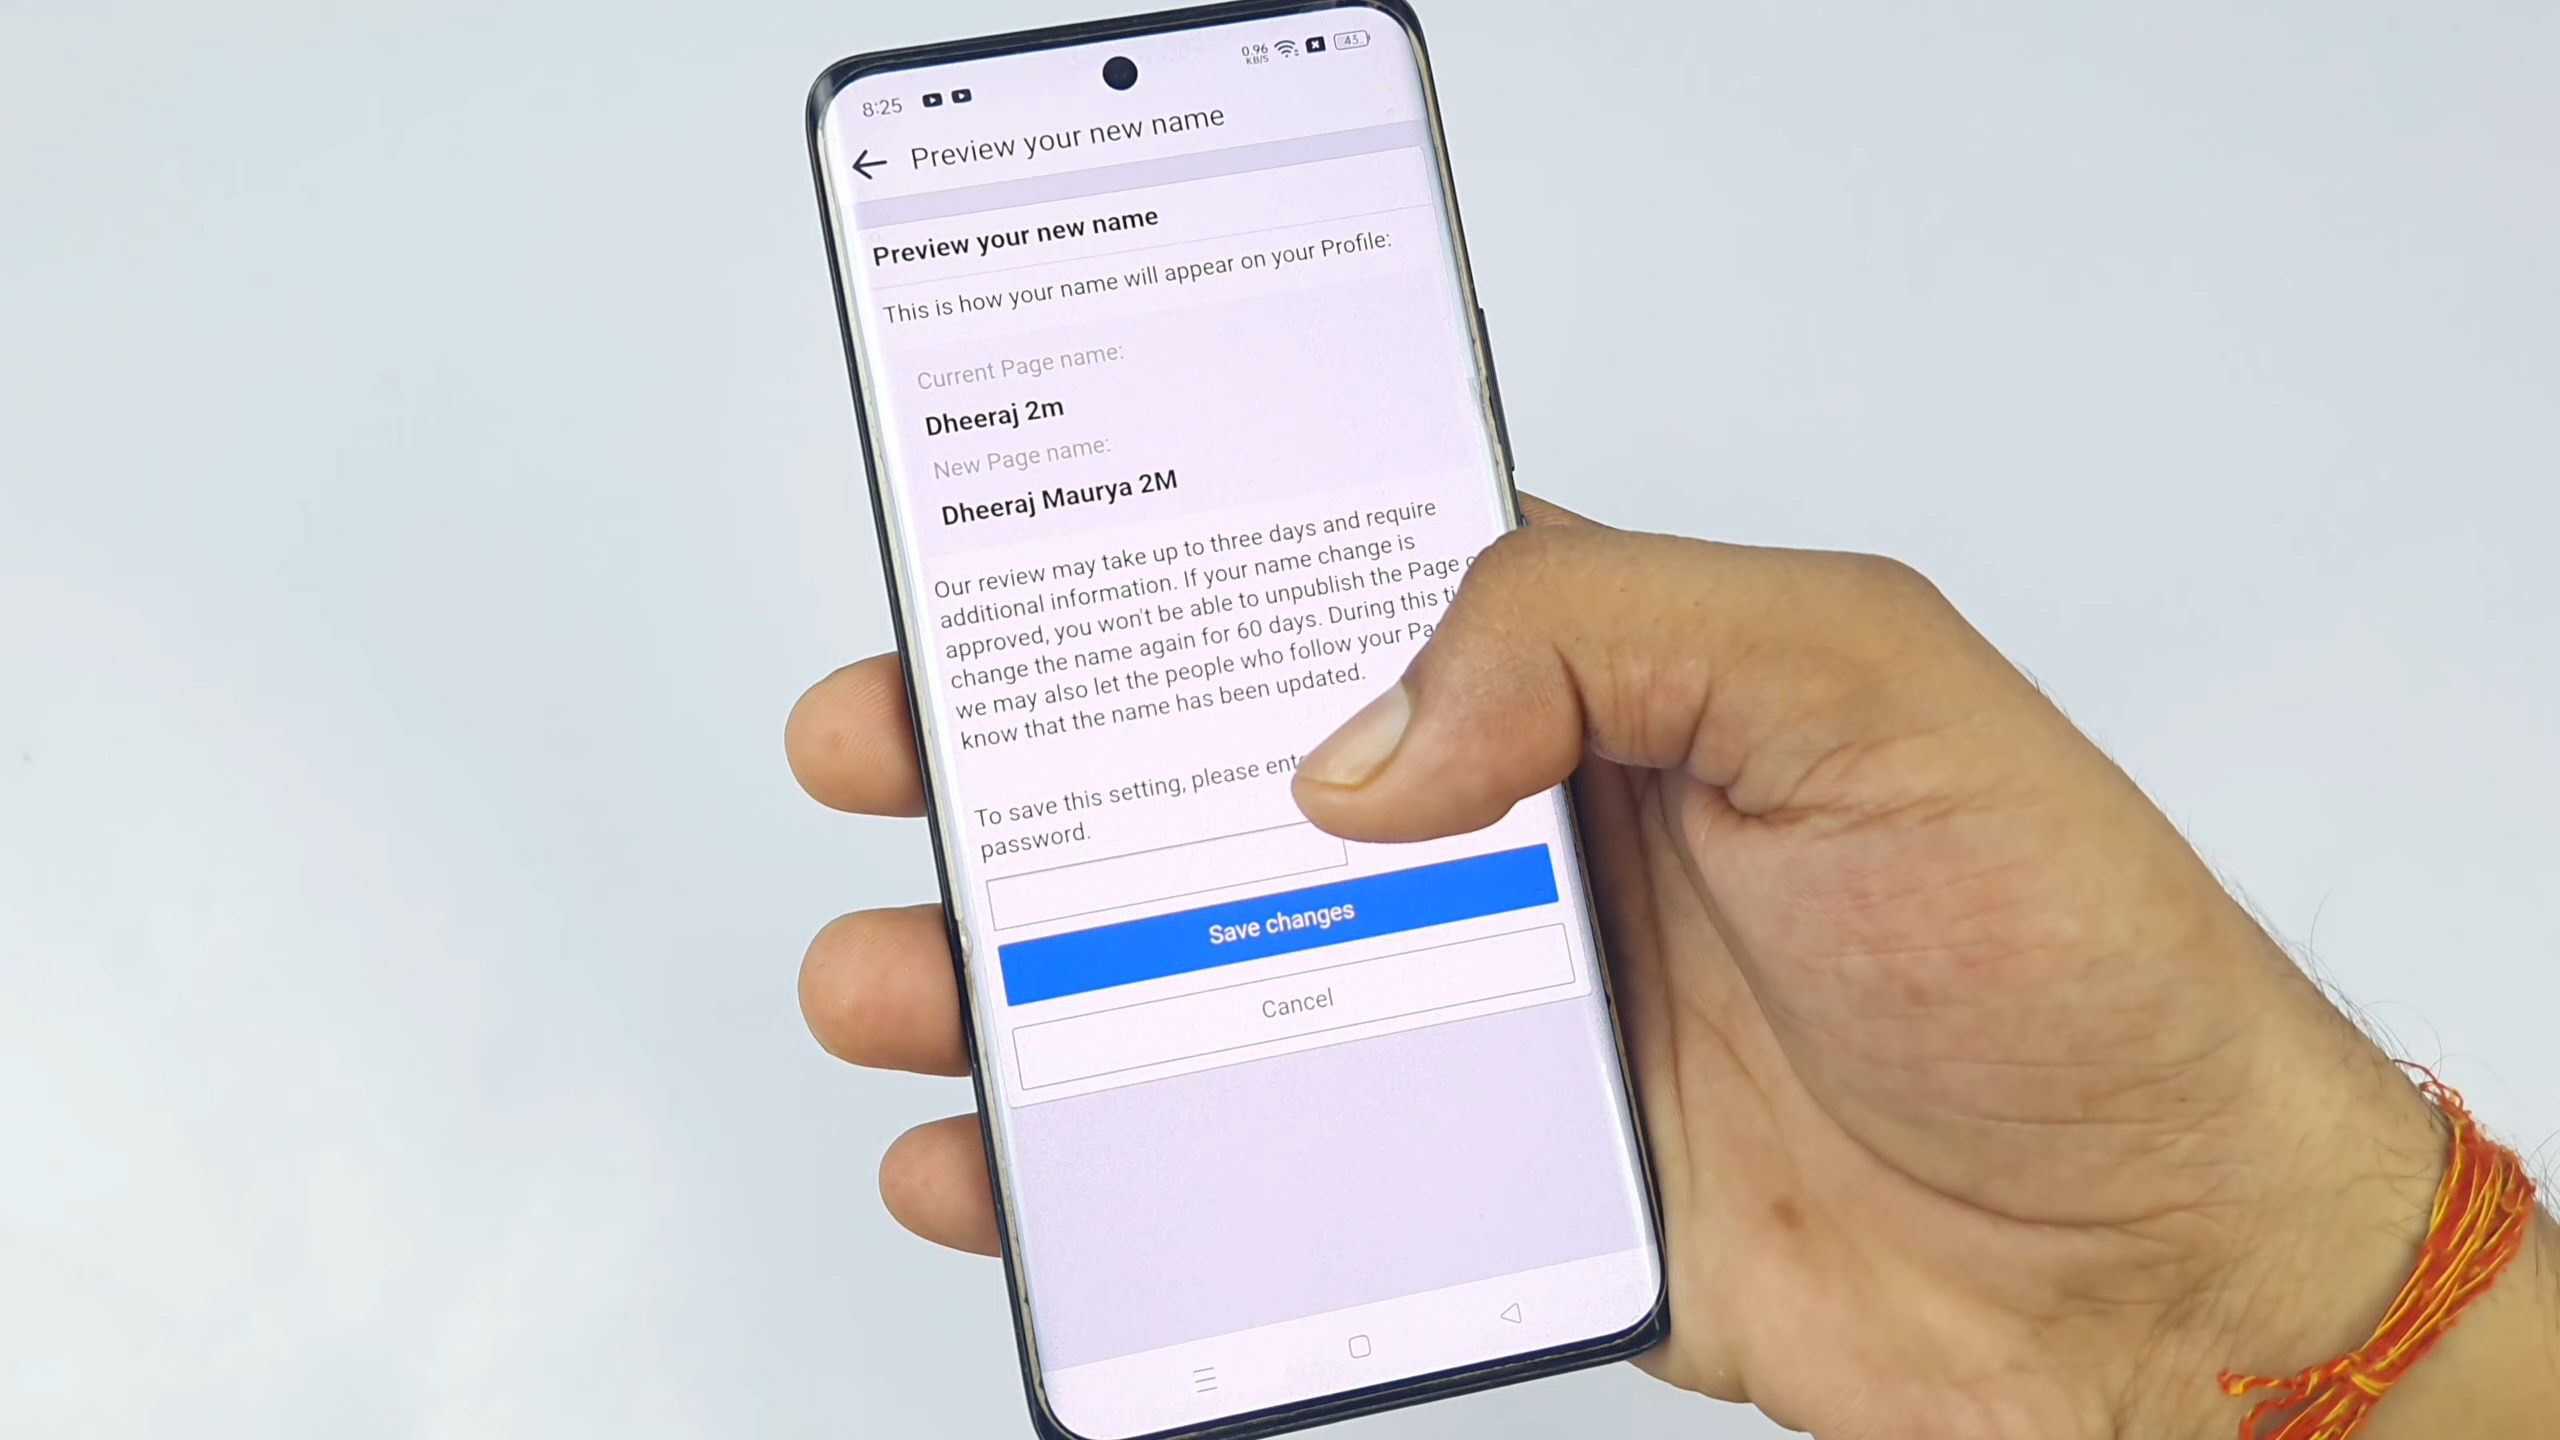 8:25
0.96
KB/S
45
Preview your new name
Preview your new name
This is how your name will appear on your Profile:
Current Page name:
Dheeraj 2m
New Page name:
Dheeraj Maurya 2M
Our review may take up to three days and require
additional information. If your name change is
approved, you won't be able to unpublish the Page
change the name again for 60 days. During this
we may also let the people who follow your
know that the name has been updated.
To save this setting, please
password.
Save changes
Cancel